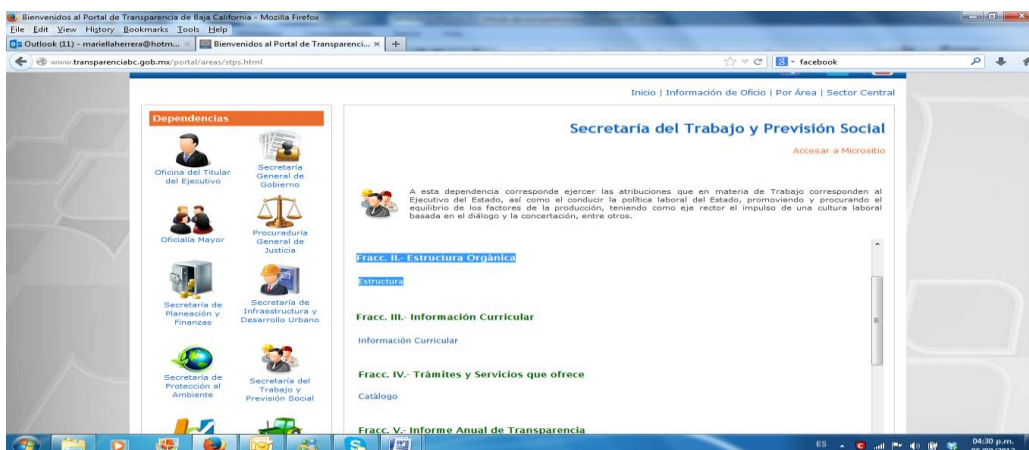 Bienvenidos al Portal de Transparencia de Baja California - Mozilla Firefox
File Edit View History Bookmarks Tools Help
Outlook (11) - mariellaherrera@hotm...
Bienvenidos al Portal de Transparenci...
www.transparenciabc.gob.mx/portal/areas/stps.html
facebook
Inicio | Información de Oficio | Por Área | Sector Central
Dependencias
Oficina del Titular
del Ejecutivo
Secretaría
General de
Gobierno
Oficialía Mayor
Procuraduría
General de
Justicia
Secretaría de
Planeación y
Finanzas
Secretaría de
Infraestructura y
Desarrollo Urbano
Secretaría de
Protección al
Ambiente
Secretaría del
Trabajo y
Previsión Social
Secretaría del Trabajo y Previsión Social
Accesar a Micrositio
A esta dependencia corresponde ejercer las atribuciones que en materia de Trabajo corresponden al
Ejecutivo del Estado, así como el conducir la política laboral del Estado, promoviendo y procurando el
equilibrio de los factores de la producción, teniendo como eje rector el impulso de una cultura laboral
basada en el diálogo y la concertación, entre otros.
Fracc. II.- Estructura Orgánica
Estructura
Fracc. III.- Información Curricular
Información Curricular
Fracc. IV.- Trámites y Servicios que ofrece
Catálogo
Fracc. V.- Informe Anual de Transparencia
ES
04:30 p.m.